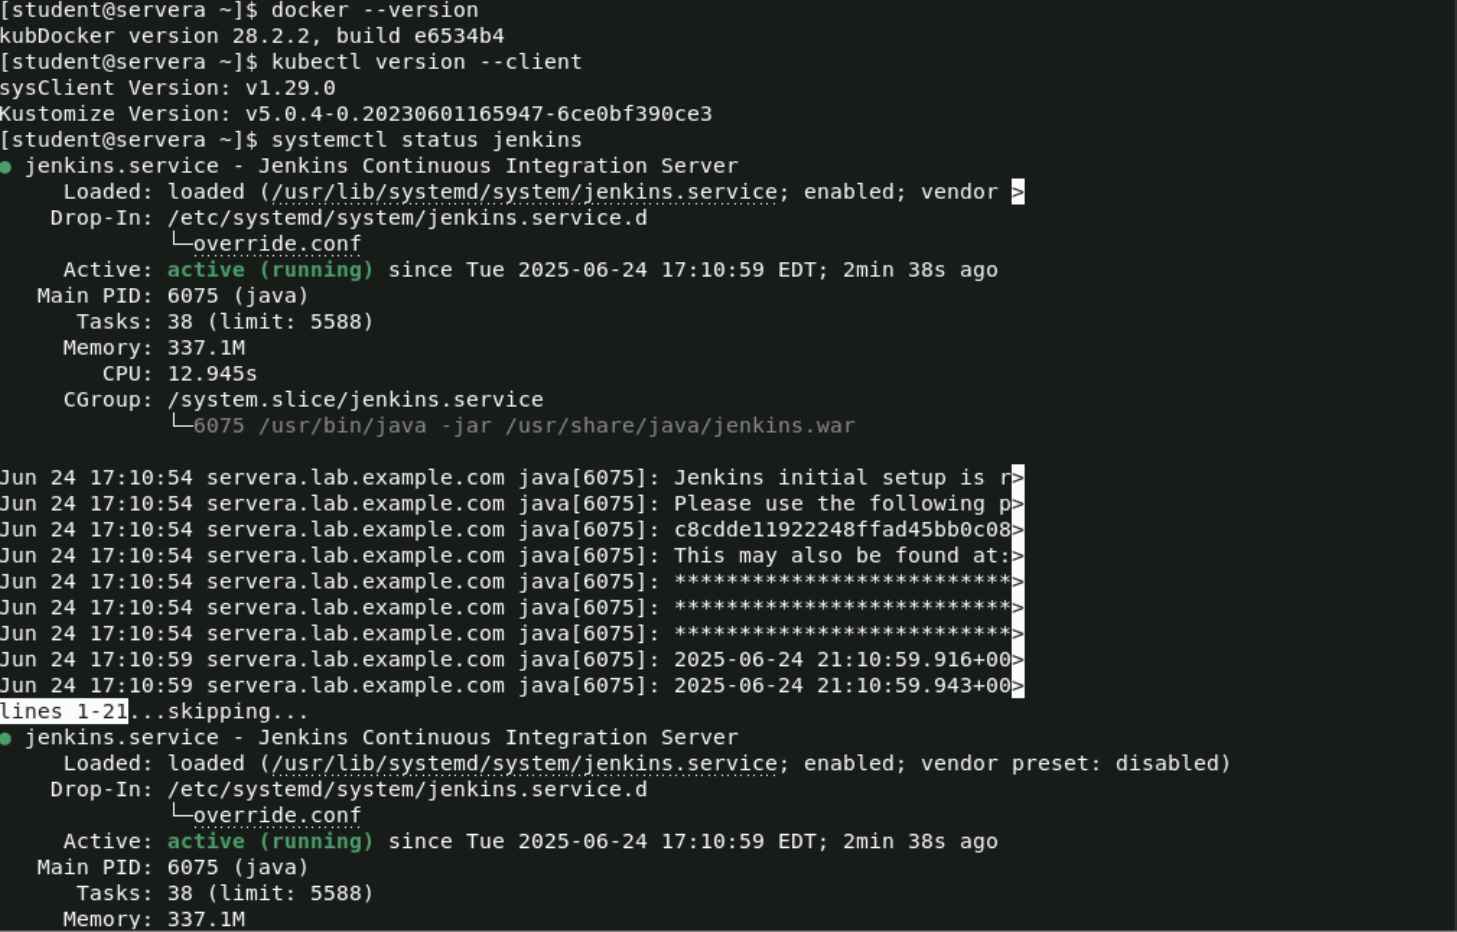 [student@servera ~]$ docker --version
kubDocker version 28.2.2, build e6534b4
[student@servera ~]$ kubectl version --client
sysClient Version: v1.29.0
Kustomize Version: v5.0.4-0.20230601165947-6ce0bf390ce3
[student@servera ~]$ systemctl status jenkins
● jenkins.service - Jenkins Continuous Integration Server
     Loaded: loaded (/usr/lib/systemd/system/jenkins.service; enabled; vendor >
    Drop-In: /etc/systemd/system/jenkins.service.d
             └─override.conf
     Active: active (running) since Tue 2025-06-24 17:10:59 EDT; 2min 38s ago
   Main PID: 6075 (java)
      Tasks: 38 (limit: 5588)
     Memory: 337.1M
        CPU: 12.945s
     CGroup: /system.slice/jenkins.service
             └─6075 /usr/bin/java -jar /usr/share/java/jenkins.war

Jun 24 17:10:54 servera.lab.example.com java[6075]: Jenkins initial setup is r>
Jun 24 17:10:54 servera.lab.example.com java[6075]: Please use the following p>
Jun 24 17:10:54 servera.lab.example.com java[6075]: c8cdde11922248ffad45bb0c08>
Jun 24 17:10:54 servera.lab.example.com java[6075]: This may also be found at:>
Jun 24 17:10:54 servera.lab.example.com java[6075]: **************************>
Jun 24 17:10:54 servera.lab.example.com java[6075]: **************************>
Jun 24 17:10:54 servera.lab.example.com java[6075]: **************************>
Jun 24 17:10:59 servera.lab.example.com java[6075]: 2025-06-24 21:10:59.916+00>
Jun 24 17:10:59 servera.lab.example.com java[6075]: 2025-06-24 21:10:59.943+00>
lines 1-21...skipping...
● jenkins.service - Jenkins Continuous Integration Server
     Loaded: loaded (/usr/lib/systemd/system/jenkins.service; enabled; vendor preset: disabled)
    Drop-In: /etc/systemd/system/jenkins.service.d
             └─override.conf
     Active: active (running) since Tue 2025-06-24 17:10:59 EDT; 2min 38s ago
   Main PID: 6075 (java)
      Tasks: 38 (limit: 5588)
     Memory: 337.1M